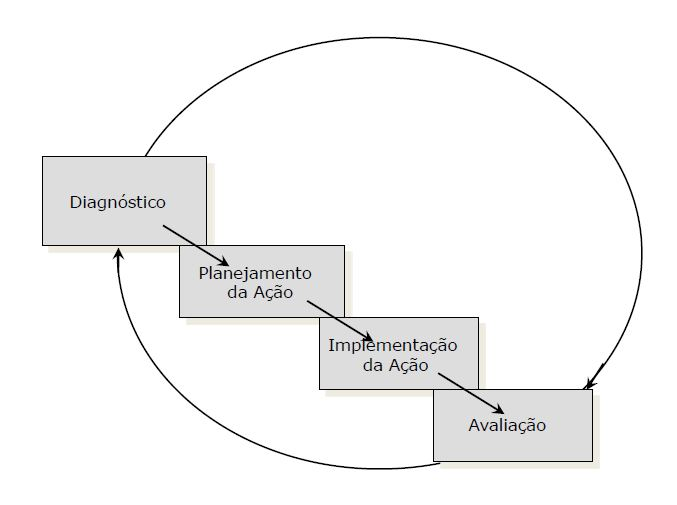 Diagnóstico
Planejamento
da Ação
Implementação
da Ação
Avaliação